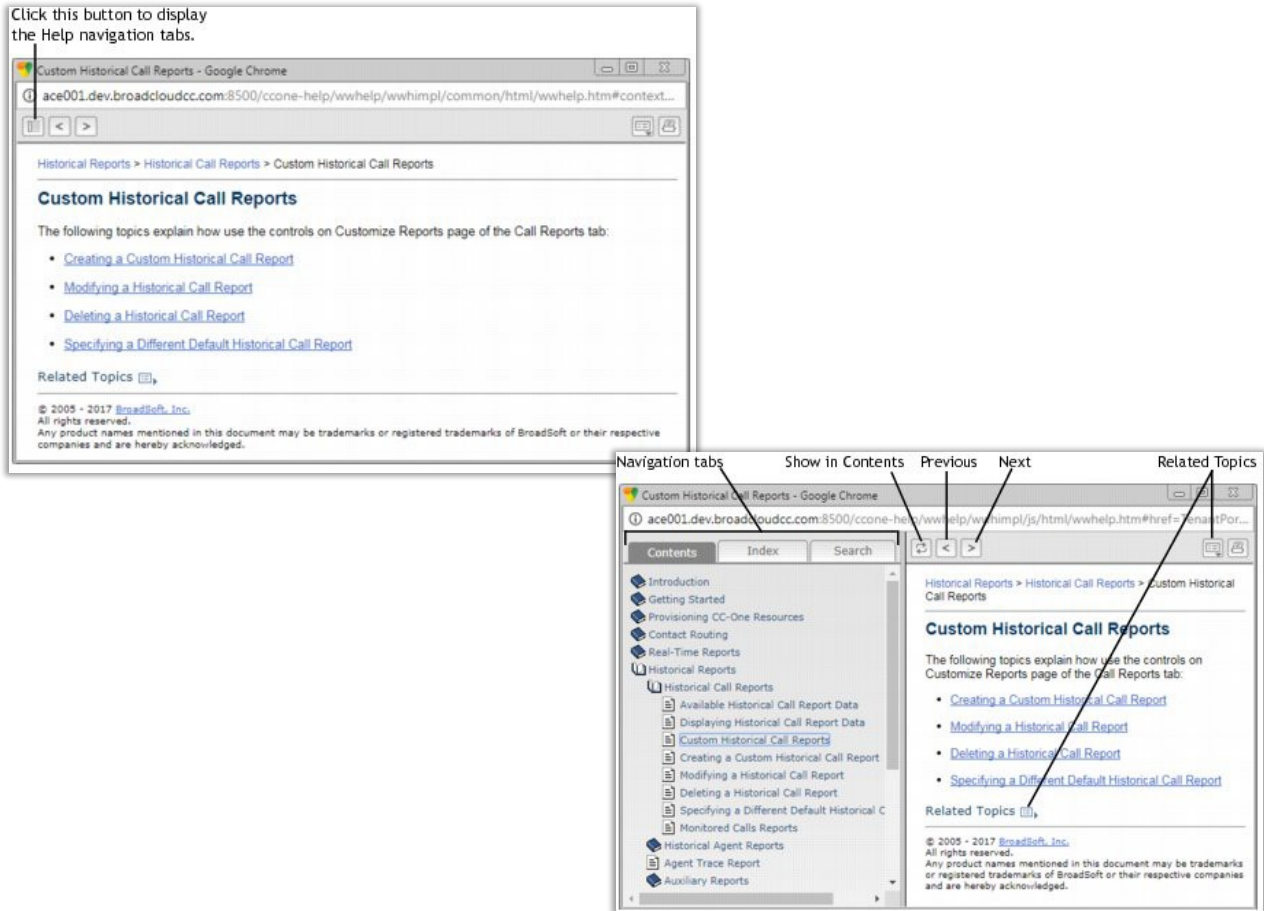 Click this button to display
the Help navigation tabs.
Custom Historical Call Reports - Google Chrome
ace001.dev.broadcloudcc.com:8500/ccone-help/wwhelp/wwhimpl/common/html/wwhelp.htm#context...
Historical Reports > Historical Call Reports > Custom Historical Call Reports
Custom Historical Call Reports
The following topics explain how use the controls on Customize Reports page of the Call Reports tab:
• Creating a Custom Historical Call Report
• Modifying a Historical Call Report
• Deleting a Historical Call Report
• Specifying a Different Default Historical Call Report
Related Topics
© 2005 - 2017 BroadSoft, Inc.
All rights reserved.
Any product names mentioned in this document may be trademarks or registered trademarks of BroadSoft or their respective
companies and are hereby acknowledged.
Navigation tabs Show in Contents Previous Next Related Topics
Custom Historical Call Reports - Google Chrome
ace001.dev.broadcloudcc.com:8500/ccone-help/wwhelp/wwhimpl/js/html/wwhelp.htm#href=TenantPor...
Contents Index Search
Introduction
Getting Started
Provisioning CC-One Resources
Contact Routing
Real-Time Reports
Historical Reports
Historical Call Reports
Available Historical Call Report Data
Displaying Historical Call Report Data
Custom Historical Call Reports
Creating a Custom Historical Call Report
Modifying a Historical Call Report
Deleting a Historical Call Report
Specifying a Different Default Historical C
Monitored Calls Reports
Historical Agent Reports
Agent Trace Report
Auxiliary Reports
Historical Reports > Historical Call Reports > Custom Historical
Call Reports
Custom Historical Call Reports
The following topics explain how use the controls on
Customize Reports page of the Call Reports tab:
• Creating a Custom Historical Call Report
• Modifying a Historical Call Report
• Deleting a Historical Call Report
• Specifying a Different Default Historical Call Report
Related Topics
© 2005 - 2017 BroadSoft, Inc.
All rights reserved.
Any product names mentioned in this document may be trademarks
or registered trademarks of BroadSoft or their respective companies
and are hereby acknowledged.